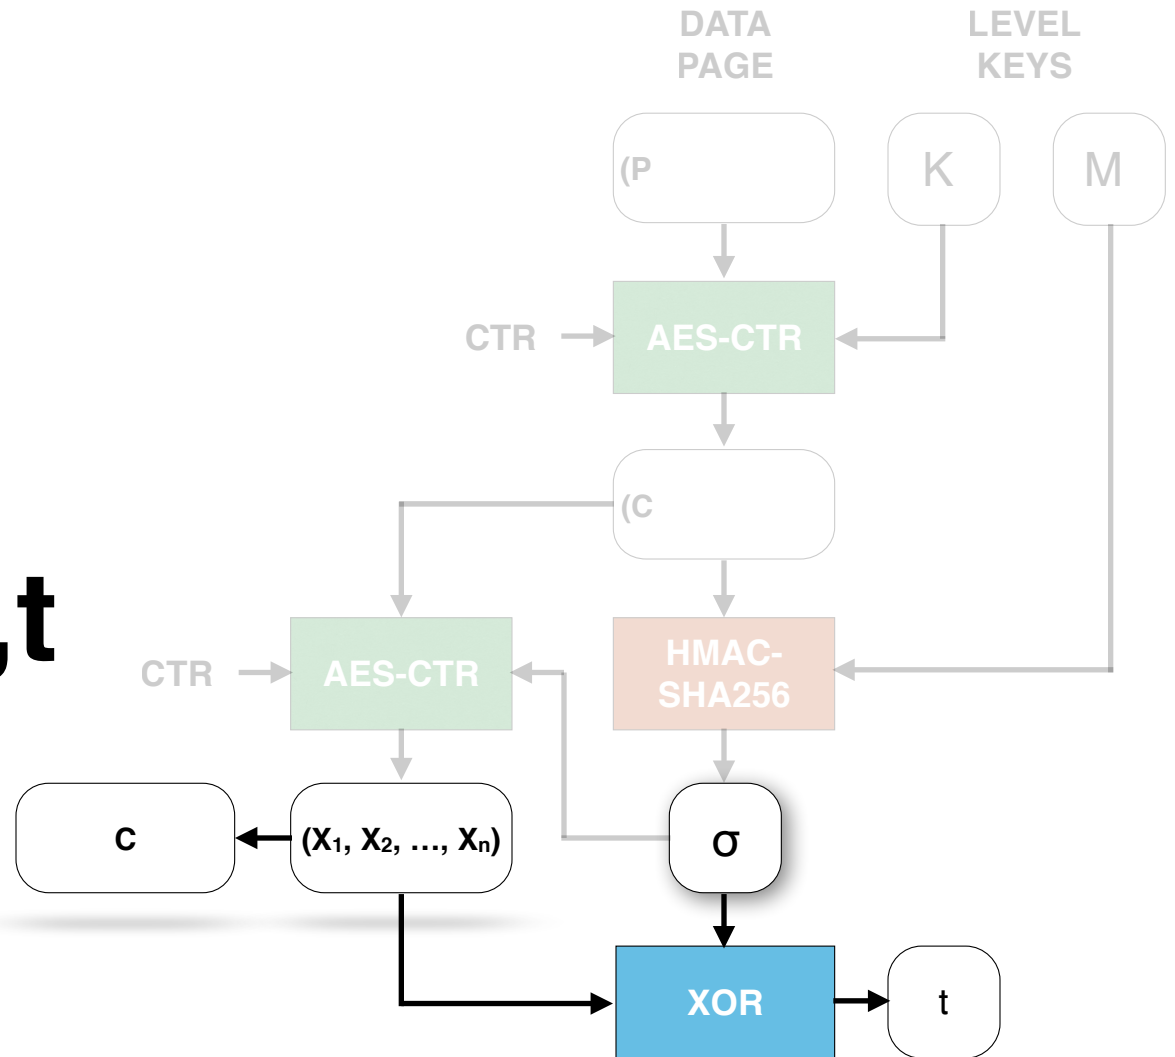 DATA
PAGE
LEVEL
KEYS
(P
K
M
CTR
AES-CTR
(C
,t
CTR
AES-CTR
HMAC-
SHA256
C
(X₁, X₂, …, Xₙ)
σ
XOR
t